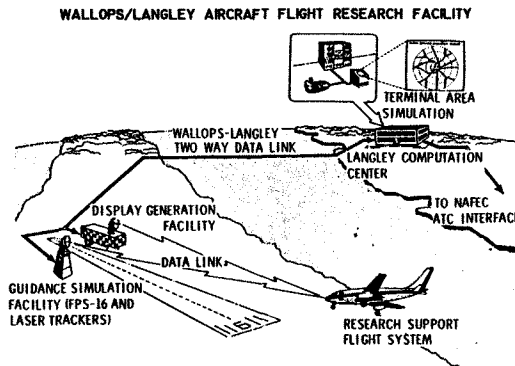 WALLOPS/LANGLEY AIRCRAFT FLIGHT RESEARCH FACILITY
TERMINAL AREA
SIMULATION
WALLOPS-LANGLEY
TWO WAY DATA LINK
LANGLEY COMPUTATION
CENTER
TO NAFEC
ATC INTERFACE
DISPLAY GENERATION
FACILITY
DATA LINK
GUIDANCE SIMULATION
FACILITY (FPS-16 AND
LASER TRACKERS)
RESEARCH SUPPORT
FLIGHT SYSTEM